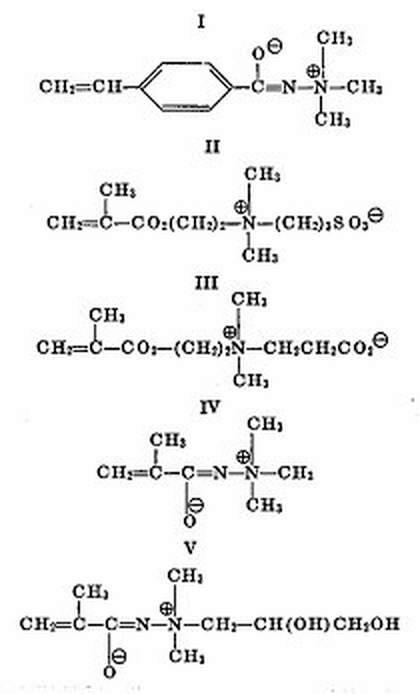 I
O⊖ CH3
CH2=CH C=N—N⊕—CH3
CH3
II
CH3 CH3
CH2= CO2(CH2)2—N⊕—(CH2)3SO3⊖
CH3
III
CH3 CH3
CH2= CO2—(CH2)2N⊕—CH2CH2CO2⊖
CH3
IV
CH3 CH3
CH2= C=N—N⊕—CH2
O⊖ CH3
V
CH3 CH3
CH2= C=N—N⊕—CH2—CH(OH)CH2OH
O⊖ CH3